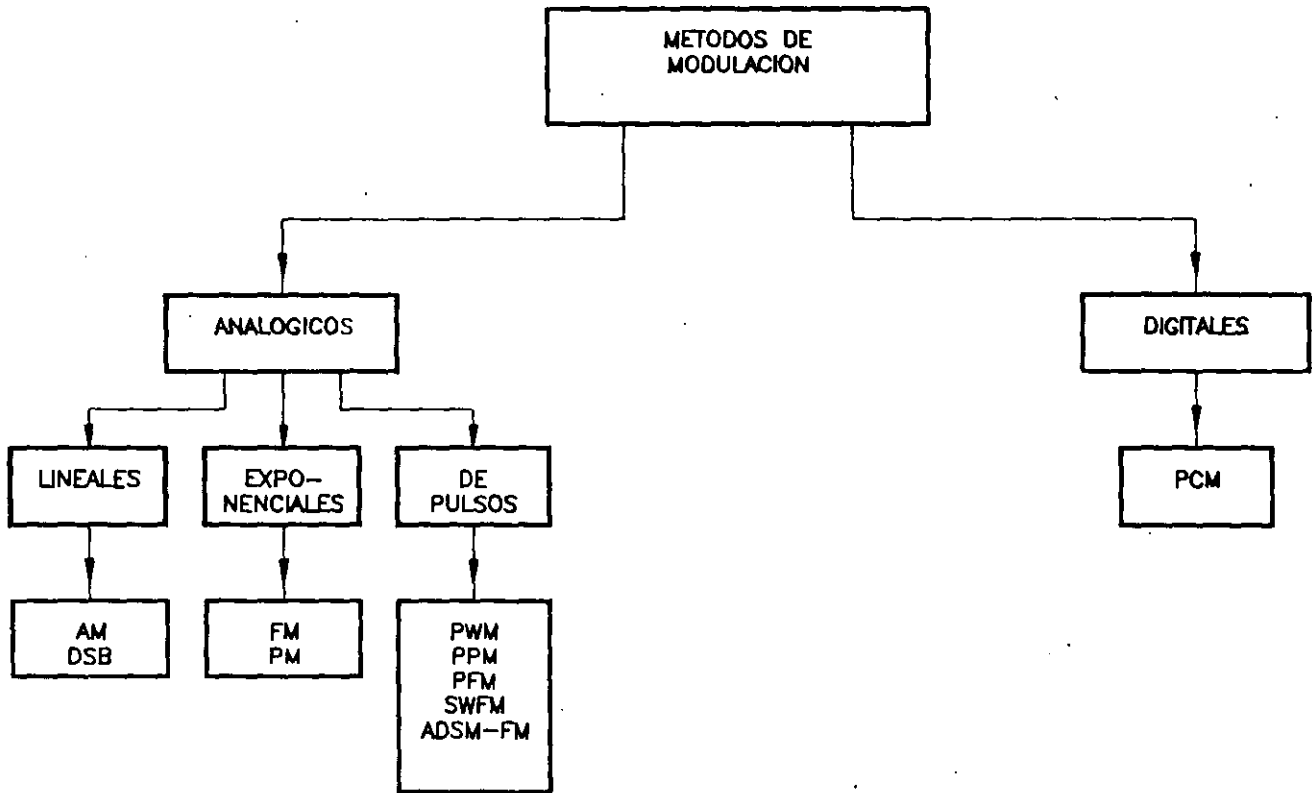 METODOS DE
MODULACION
ANALOGICOS
DIGITALES
LINEALES
EXPO-
NENCIALES
DE
PULSOS
PCM
AM
DSB
FM
PM
PWM
PPM
PFM
SWFM
ADSM-FM